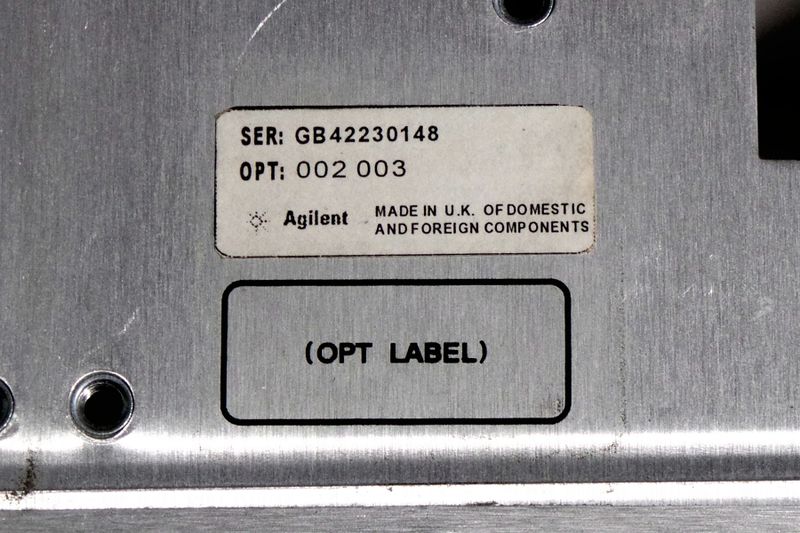 SER: GB42230148
OPT: 002 003
Agilent
MADE IN U.K. OF DOMESTIC
AND FOREIGN COMPONENTS
(OPT LABEL)